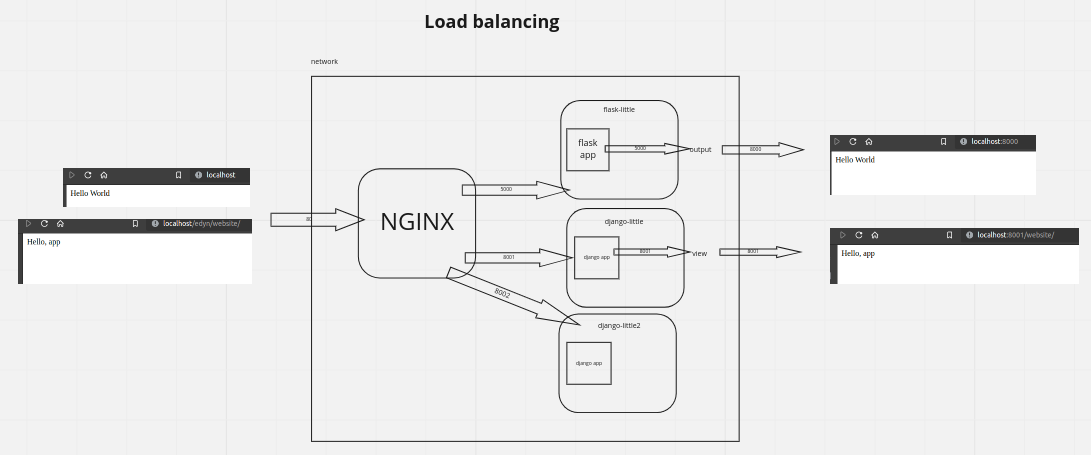 Load balancing
network
flask-little
flask
app
5000
output
8000
localhost:8000
Hello World
localhost
Hello World
80
NGINX
5000
localhost/edyn/website/
Hello, app
django-little
django app
8001
view
8001
localhost:8001/website/
Hello, app
8001
8002
django-little2
django app